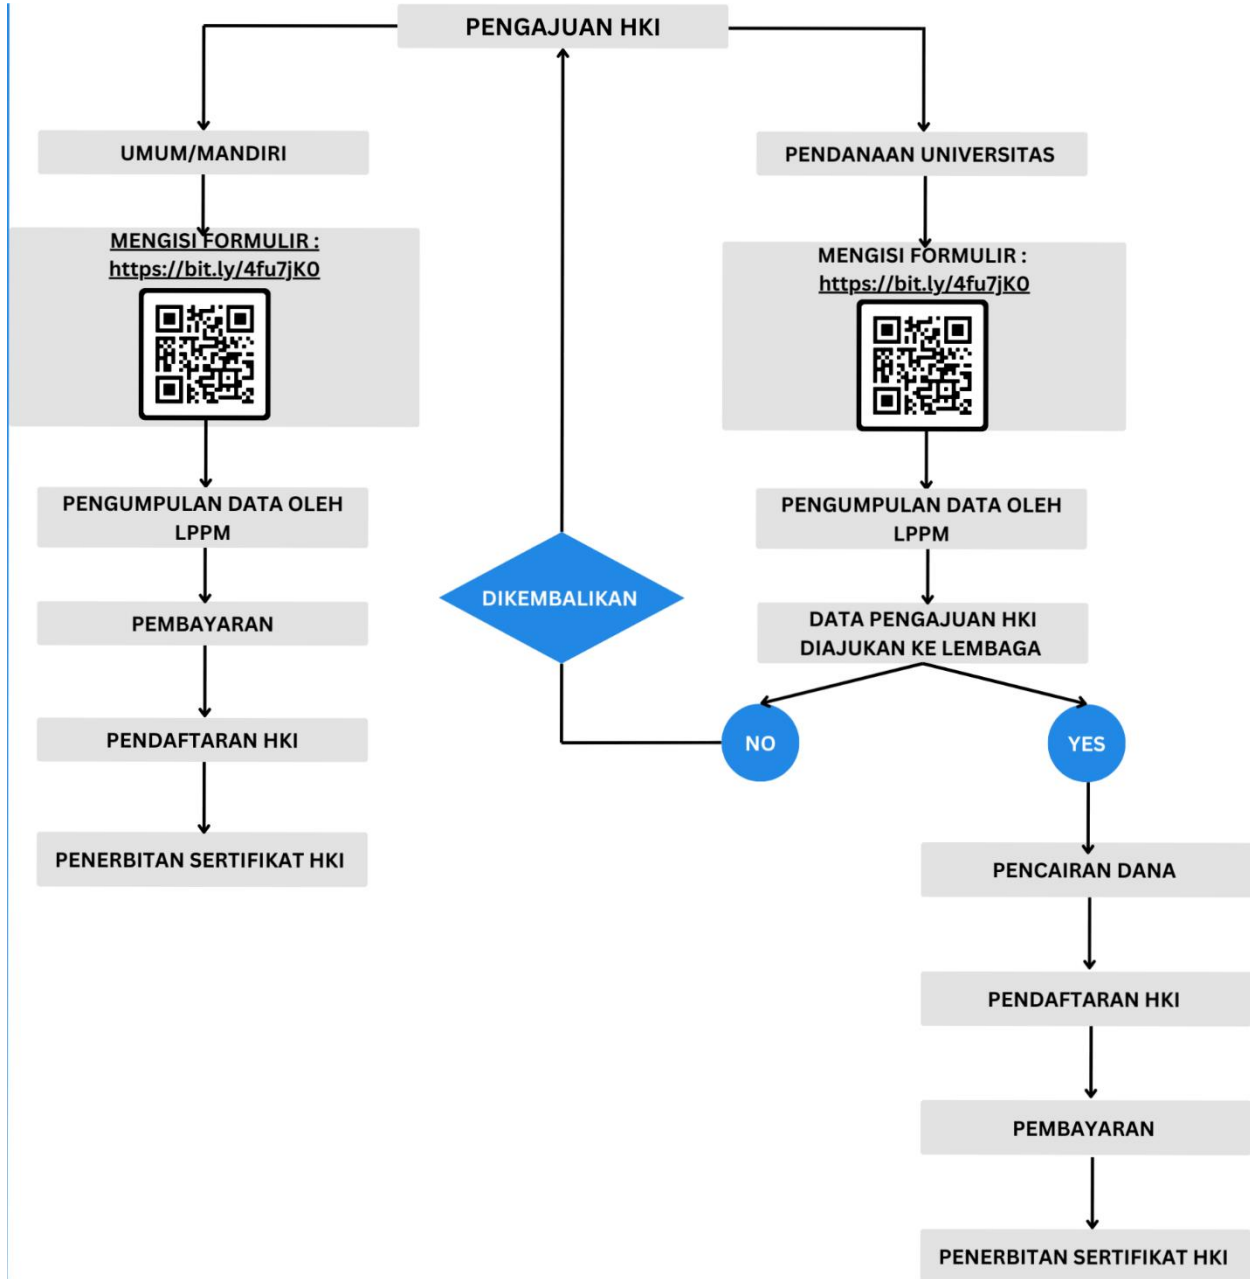 PENGAJUAN HKI
UMUM/MANDIRI
MENGISI FORMULIR :
https://bit.ly/4fu7jK0
PENGUMPULAN DATA OLEH
LPPM
PEMBAYARAN
PENDAFTARAN HKI
PENERBITAN SERTIFIKAT HKI
DIKEMBALIKAN
PENDANAAN UNIVERSITAS
MENGISI FORMULIR :
https://bit.ly/4fu7jK0
PENGUMPULAN DATA OLEH
LPPM
DATA PENGAJUAN HKI
DIAJUKAN KE LEMBAGA
NO
YES
PENCAIRAN DANA
PENDAFTARAN HKI
PEMBAYARAN
PENERBITAN SERTIFIKAT HKI